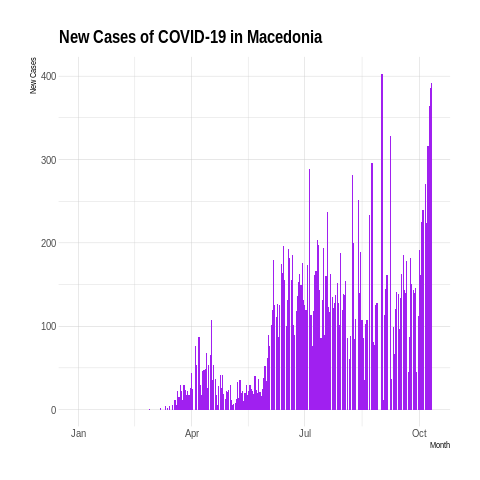 New Cases of COVID-19 in Macedonia
New Cases
400
300
200
100
0
Jan Apr Jul Oct
Month